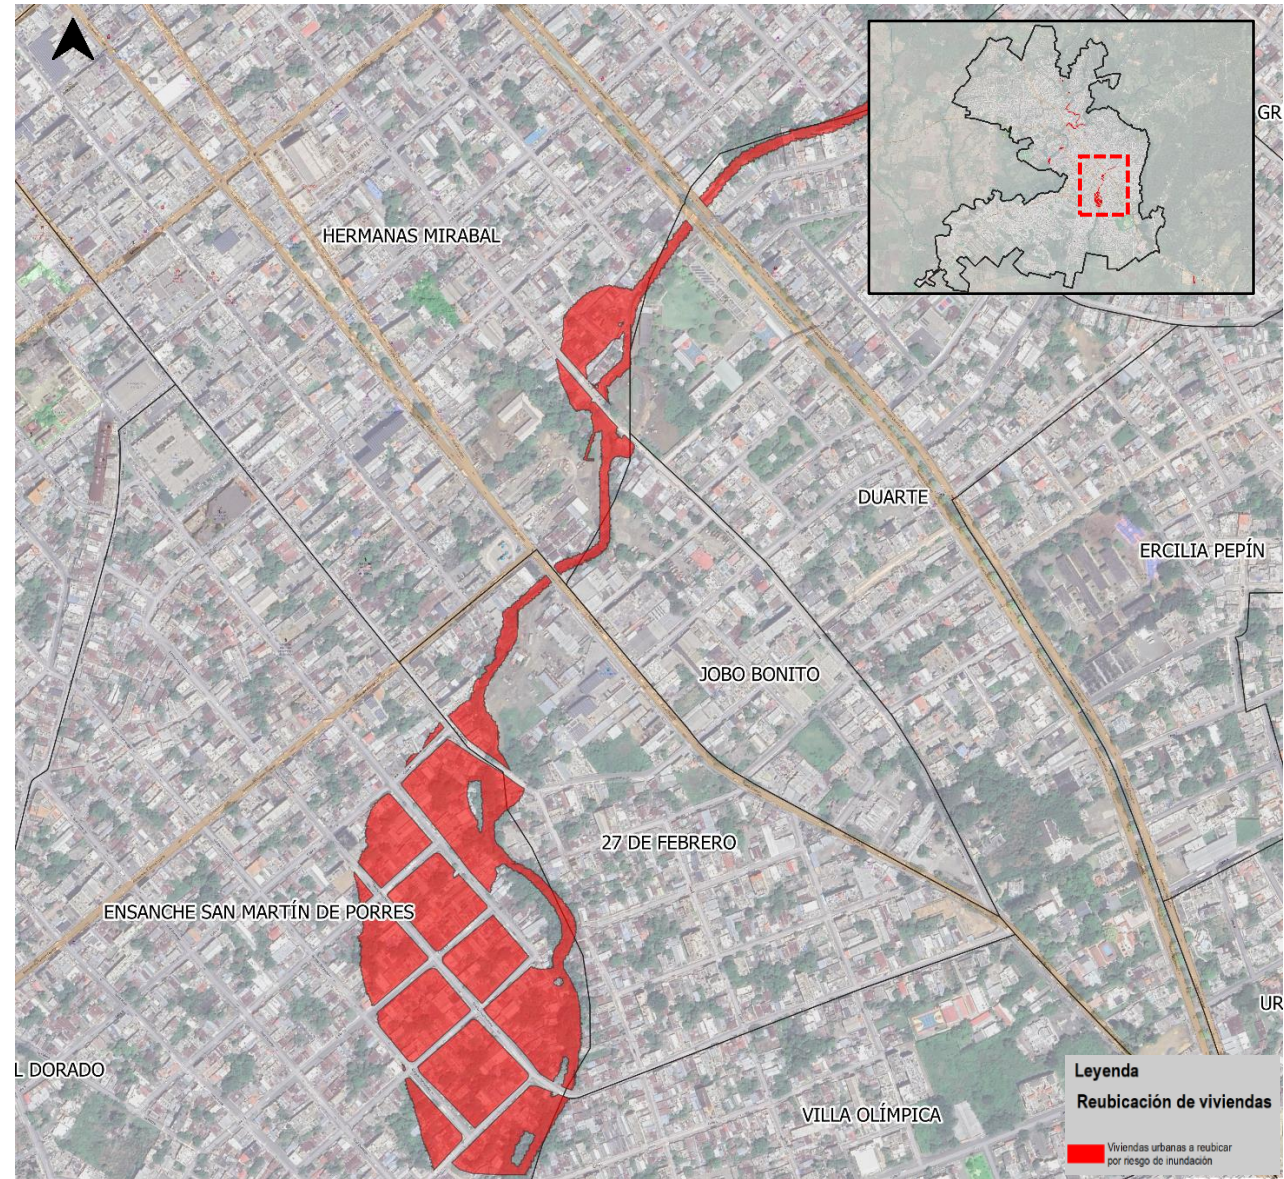 GR
HERMANAS MIRABAL
DUARTE
ERCILIA PEPÍN
JOBO BONITO
27 DE FEBRERO
ENSANCHE SAN MARTÍN DE PORRES
UR
L DORADO
VILLA OLÍMPICA
Leyenda
Reubicación de viviendas
Viviendas urbanas a reubicar
por riesgo de inundación